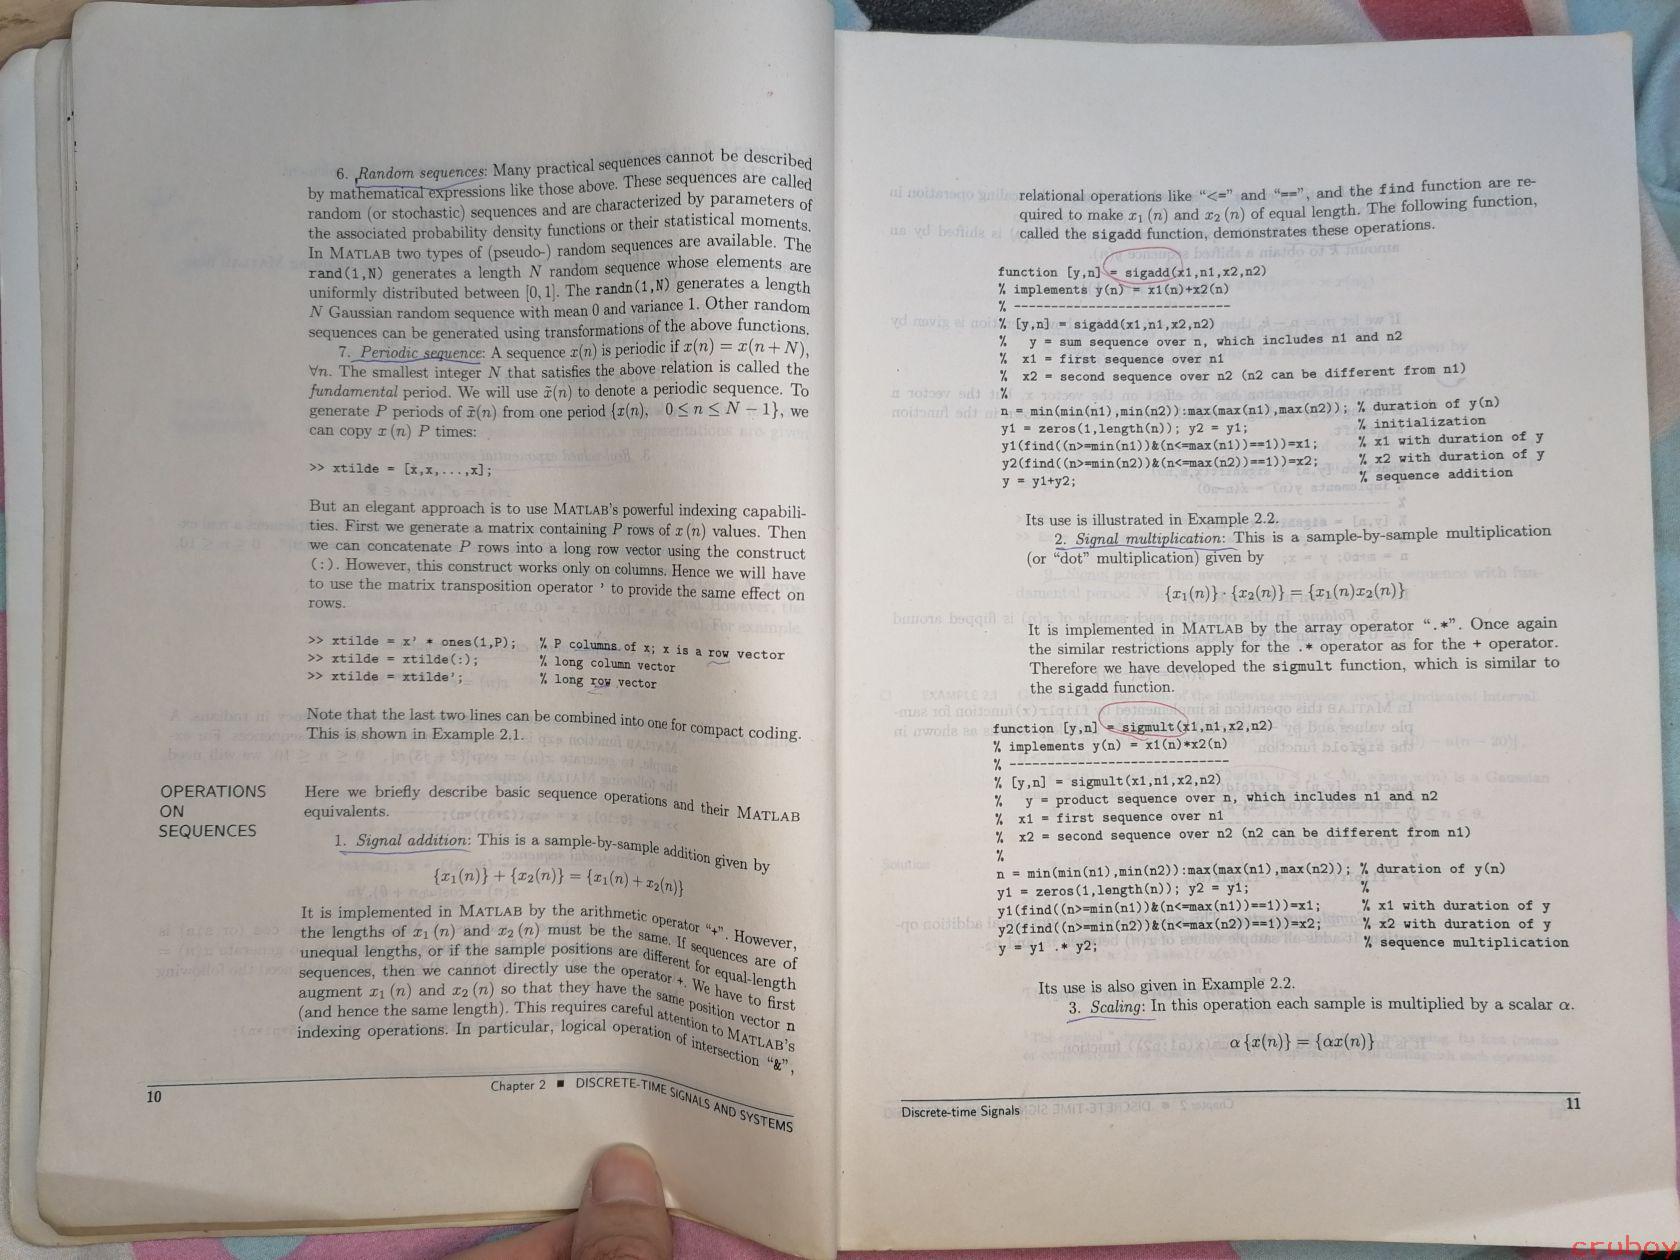 6. Random sequences: Many practical sequences cannot be described
by mathematical expressions like those above. These sequences are called
random (or stochastic) sequences and are characterized by parameters of
the associated probability density functions or their statistical moments.
In MATLAB two types of (pseudo-) random sequences are available. The
rand(1,N) generates a length N random sequence whose elements are
uniformly distributed between [0, 1]. The randn(1,N) generates a length
N Gaussian random sequence with mean 0 and variance 1. Other random
sequences can be generated using transformations of the above functions.
7. Periodic sequence: A sequence x(n) is periodic if x(n) = x(n + N),
∀n. The smallest integer N that satisfies the above relation is called the
fundamental period. We will use x̃(n) to denote a periodic sequence. To
generate P periods of x̃(n) from one period {x(n), 0 ≤ n ≤ N − 1}, we
can copy x (n) P times:
>> xtilde = [x,x,...,x];
But an elegant approach is to use MATLAB's powerful indexing capabili-
ties. First we generate a matrix containing P rows of x (n) values. Then
we can concatenate P rows into a long row vector using the construct
(:). However, this construct works only on columns. Hence we will have
to use the matrix transposition operator ' to provide the same effect on
rows.
>> xtilde = x' * ones(1,P); % P columns of x; x is a row vector
>> xtilde = xtilde(:); % long column vector
>> xtilde = xtilde'; % long row vector
Note that the last two lines can be combined into one for compact coding.
This is shown in Example 2.1.
OPERATIONS
ON
SEQUENCES
Here we briefly describe basic sequence operations and their MATLAB
equivalents.
1. Signal addition: This is a sample-by-sample addition given by
{x₁(n)} + {x₂(n)} = {x₁(n) + x₂(n)}
It is implemented in MATLAB by the arithmetic operator "+". However,
the lengths of x₁ (n) and x₂ (n) must be the same. If sequences are of
unequal lengths, or if the sample positions are different for equal-length
sequences, then we cannot directly use the operator +. We have to first
augment x₁ (n) and x₂ (n) so that they have the same position vector n
(and hence the same length). This requires careful attention to MATLAB's
indexing operations. In particular, logical operation of intersection "&",
10
Chapter 2 ■ DISCRETE-TIME SIGNALS AND SYSTEMS
relational operations like "<=" and "==", and the find function are re-
quired to make x₁ (n) and x₂ (n) of equal length. The following function,
called the sigadd function, demonstrates these operations.
function [y,n] = sigadd(x1,n1,x2,n2)
% implements y(n) = x1(n)+x2(n)
% -----------------------------
% [y,n] = sigadd(x1,n1,x2,n2)
% y = sum sequence over n, which includes n1 and n2
% x1 = first sequence over n1
% x2 = second sequence over n2 (n2 can be different from n1)
%
n = min(min(n1),min(n2)):max(max(n1),max(n2)); % duration of y(n)
y1 = zeros(1,length(n)); y2 = y1; % initialization
y1(find((n>=min(n1))&(n<=max(n1))==1))=x1; % x1 with duration of y
y2(find((n>=min(n2))&(n<=max(n2))==1))=x2; % x2 with duration of y
y = y1+y2; % sequence addition
Its use is illustrated in Example 2.2.
2. Signal multiplication: This is a sample-by-sample multiplication
(or "dot" multiplication) given by
{x₁(n)} · {x₂(n)} = {x₁(n)x₂(n)}
It is implemented in MATLAB by the array operator ".*". Once again
the similar restrictions apply for the .* operator as for the + operator.
Therefore we have developed the sigmult function, which is similar to
the sigadd function.
function [y,n] = sigmult(x1,n1,x2,n2)
% implements y(n) = x1(n)*x2(n)
% -----------------------------
% [y,n] = sigmult(x1,n1,x2,n2)
% y = product sequence over n, which includes n1 and n2
% x1 = first sequence over n1
% x2 = second sequence over n2 (n2 can be different from n1)
%
n = min(min(n1),min(n2)):max(max(n1),max(n2)); % duration of y(n)
y1 = zeros(1,length(n)); y2 = y1; %
y1(find((n>=min(n1))&(n<=max(n1))==1))=x1; % x1 with duration of y
y2(find((n>=min(n2))&(n<=max(n2))==1))=x2; % x2 with duration of y
y = y1 .* y2; % sequence multiplication
Its use is also given in Example 2.2.
3. Scaling: In this operation each sample is multiplied by a scalar α.
α {x(n)} = {αx(n)}
Discrete-time Signals
11